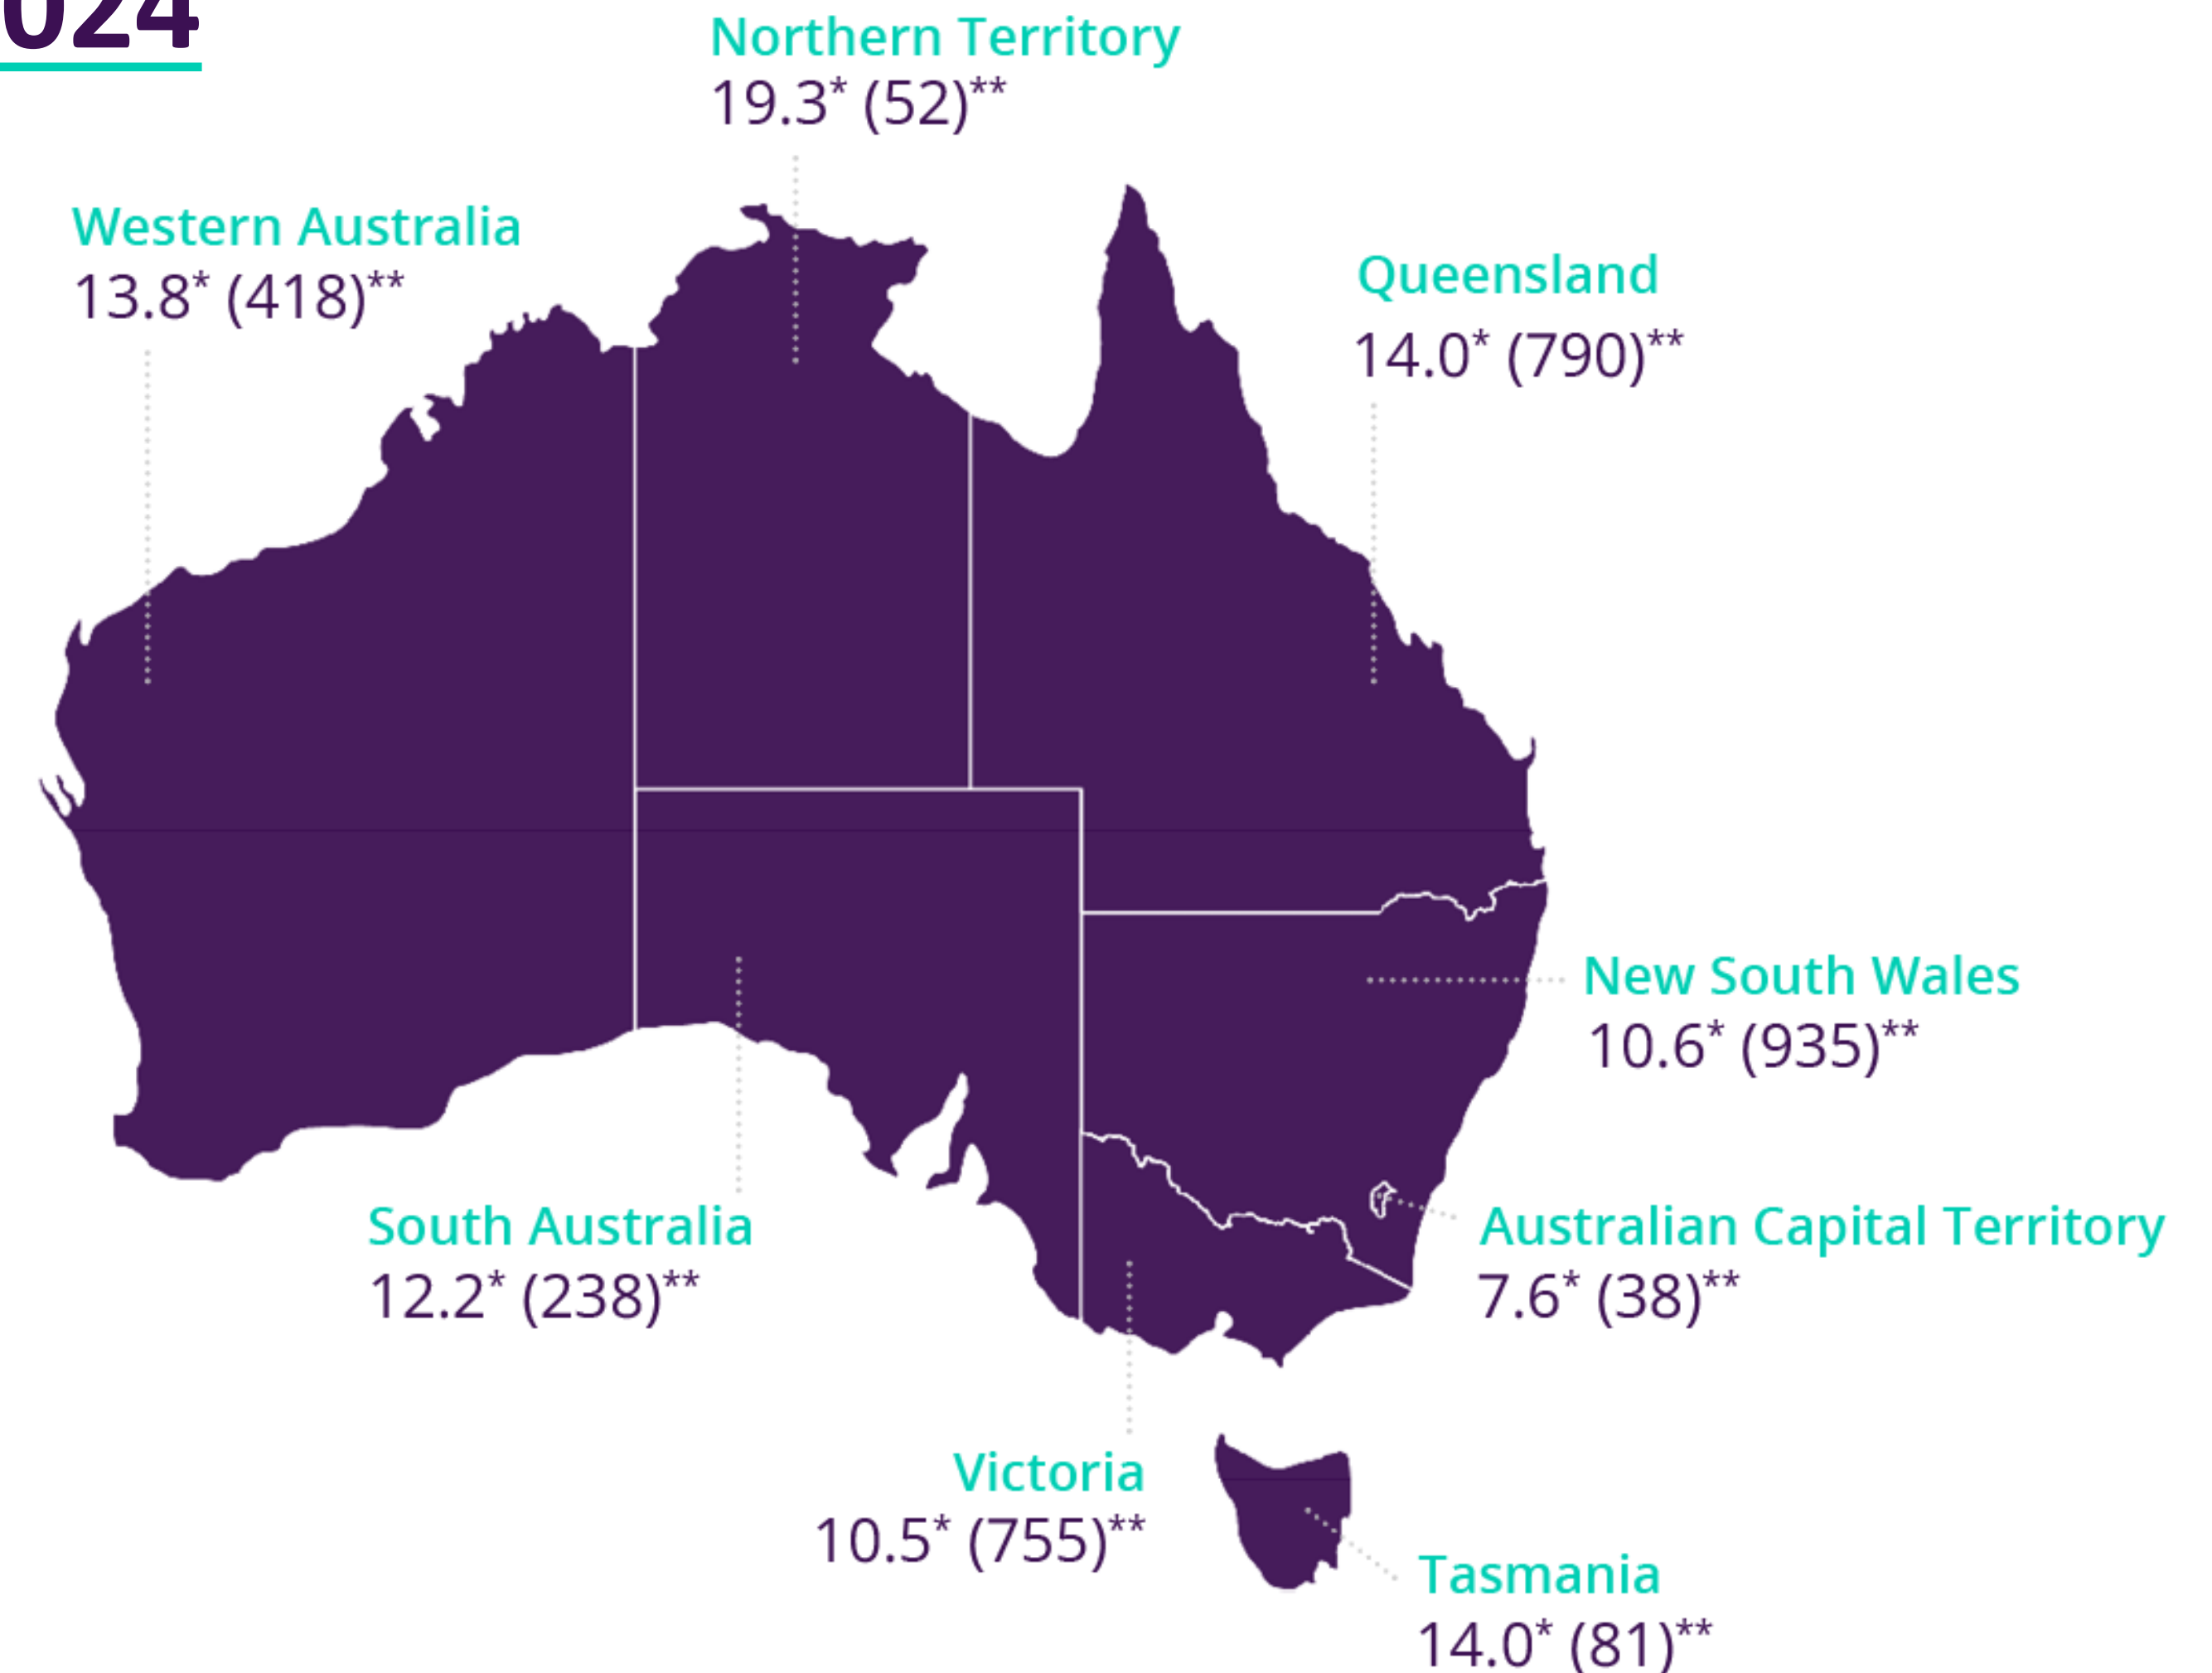 024
Northern Territory
19.3* (52)**
Western Australia
13.8* (418)**
Queensland
14.0* (790)**
New South Wales
10.6* (935)**
South Australia
12.2* (238)**
Australian Capital Territory
7.6* (38)**
Victoria
10.5* (755)**
Tasmania
14.0* (81)**